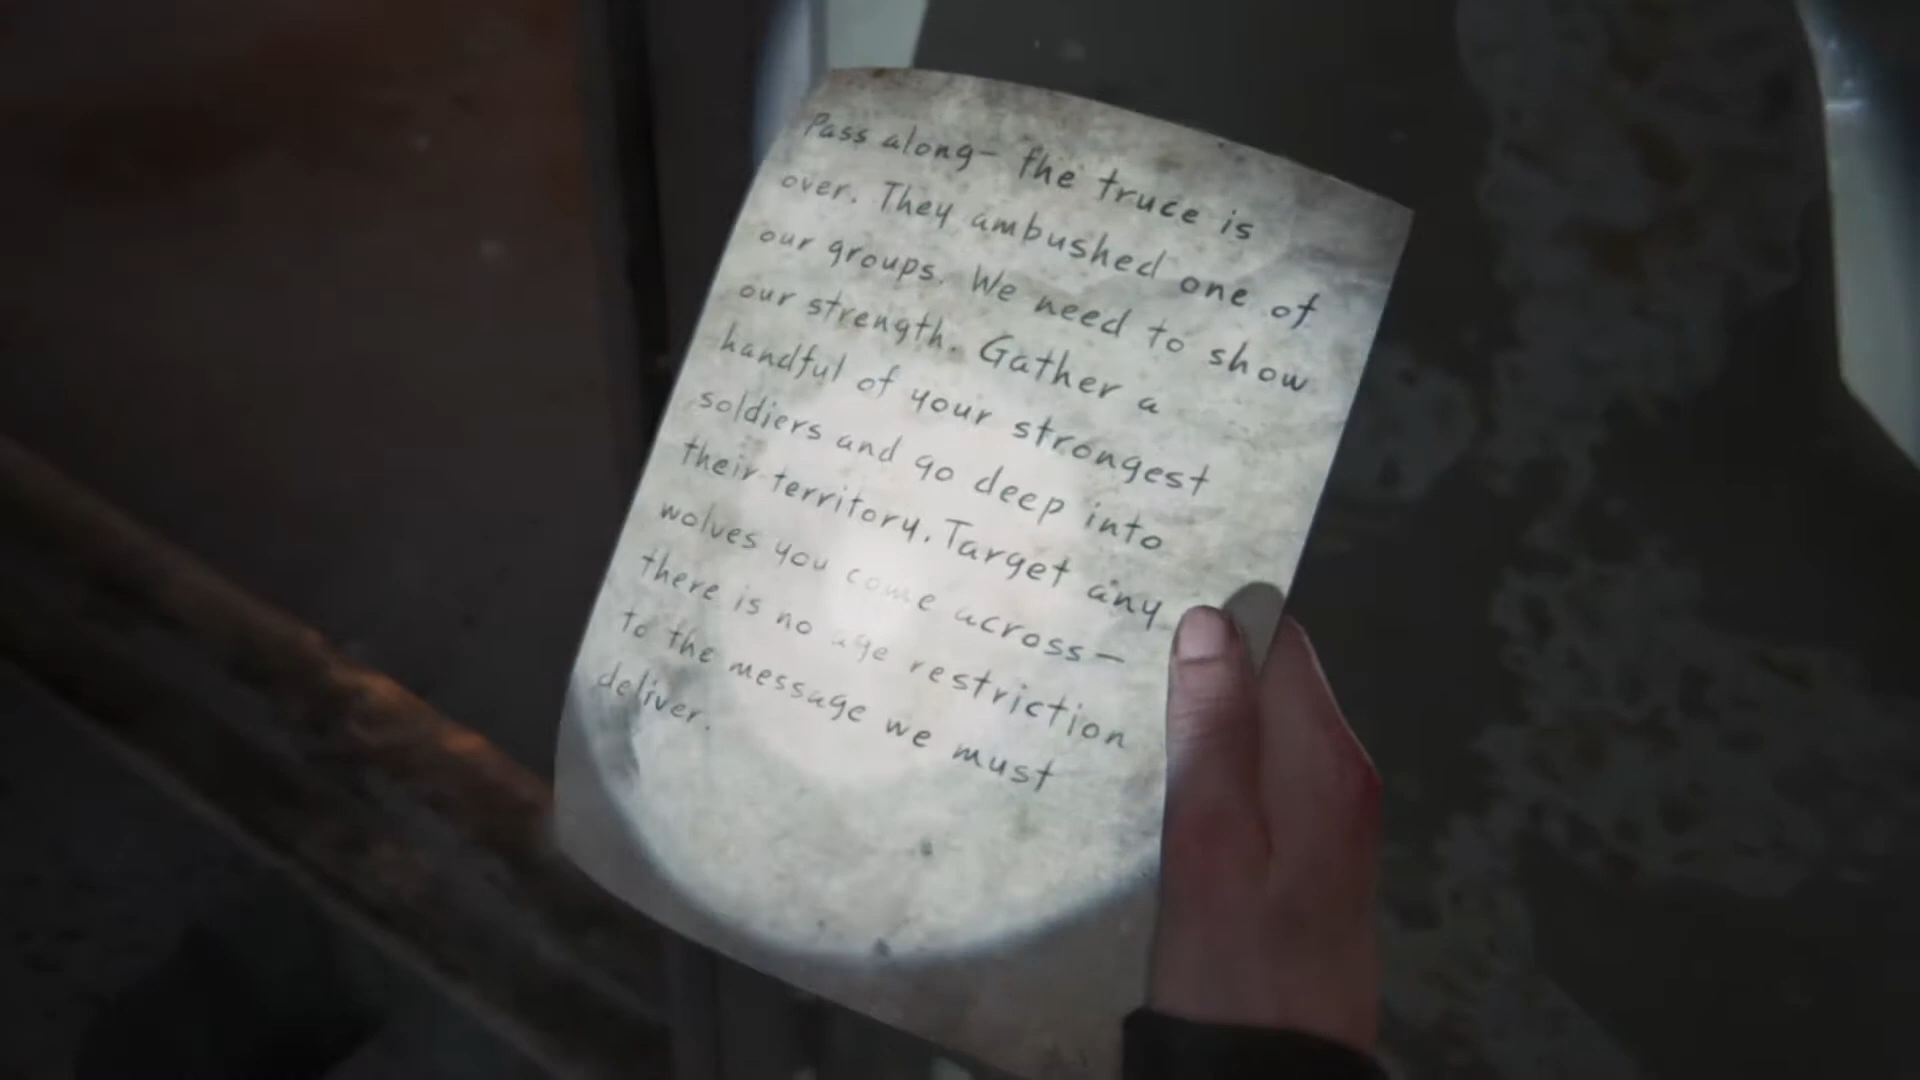 Pass along- the truce is
over. They ambushed one of
our groups. We need to show
our strength. Gather a
handful of your strongest
soldiers and go deep into
their territory. Target any
wolves you come across-
there is no age restriction
to the message we must
deliver.